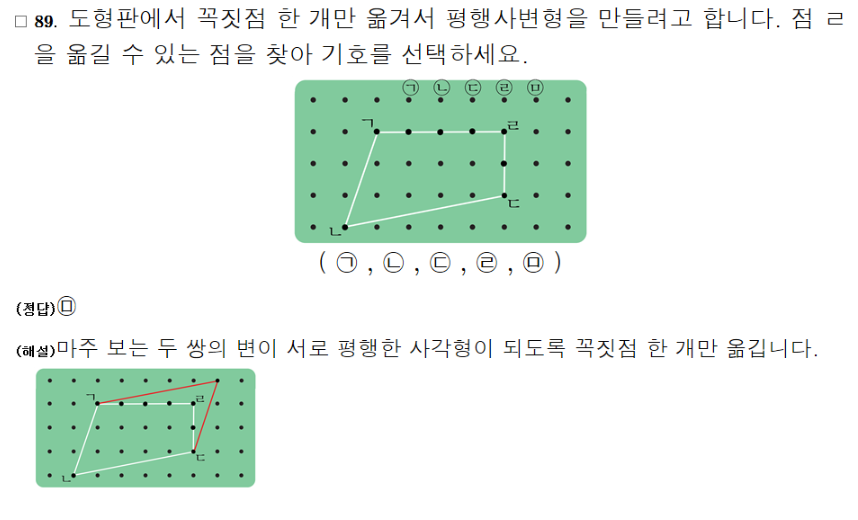 □ 89. 도형판에서 꼭짓점 한 개만 옮겨서 평행사변형을 만들려고 합니다. 점 ㄹ
을 옮길 수 있는 점을 찾아 기호를 선택하세요.
㉠ ㉡ ㉢ ㉣ ㉤
ㄱ ㄹ
ㄷ
ㄴ
( ㉠ , ㉡ , ㉢ , ㉣ , ㉤ )
(정답)㉤
(해설)마주 보는 두 쌍의 변이 서로 평행한 사각형이 되도록 꼭짓점 한 개만 옮깁니다.
ㄱ ㄹ
ㄷ
ㄴ